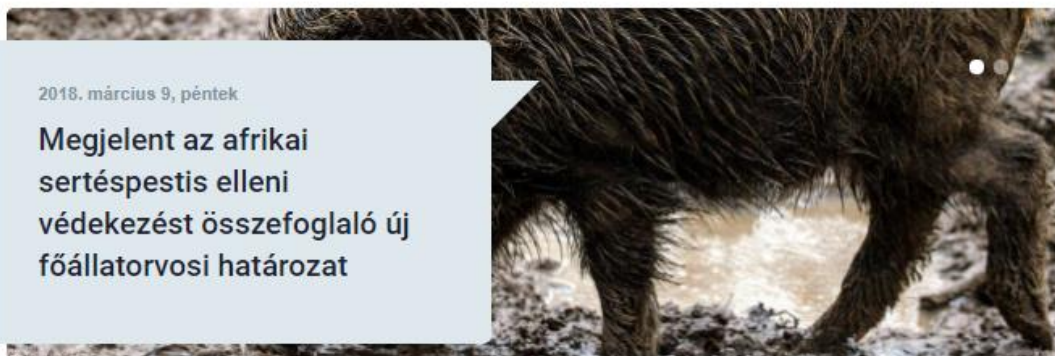 2018. március 9, péntek
Megjelent az afrikai
sertéspestis elleni
védekezést összefoglaló új
főállatorvosi határozat